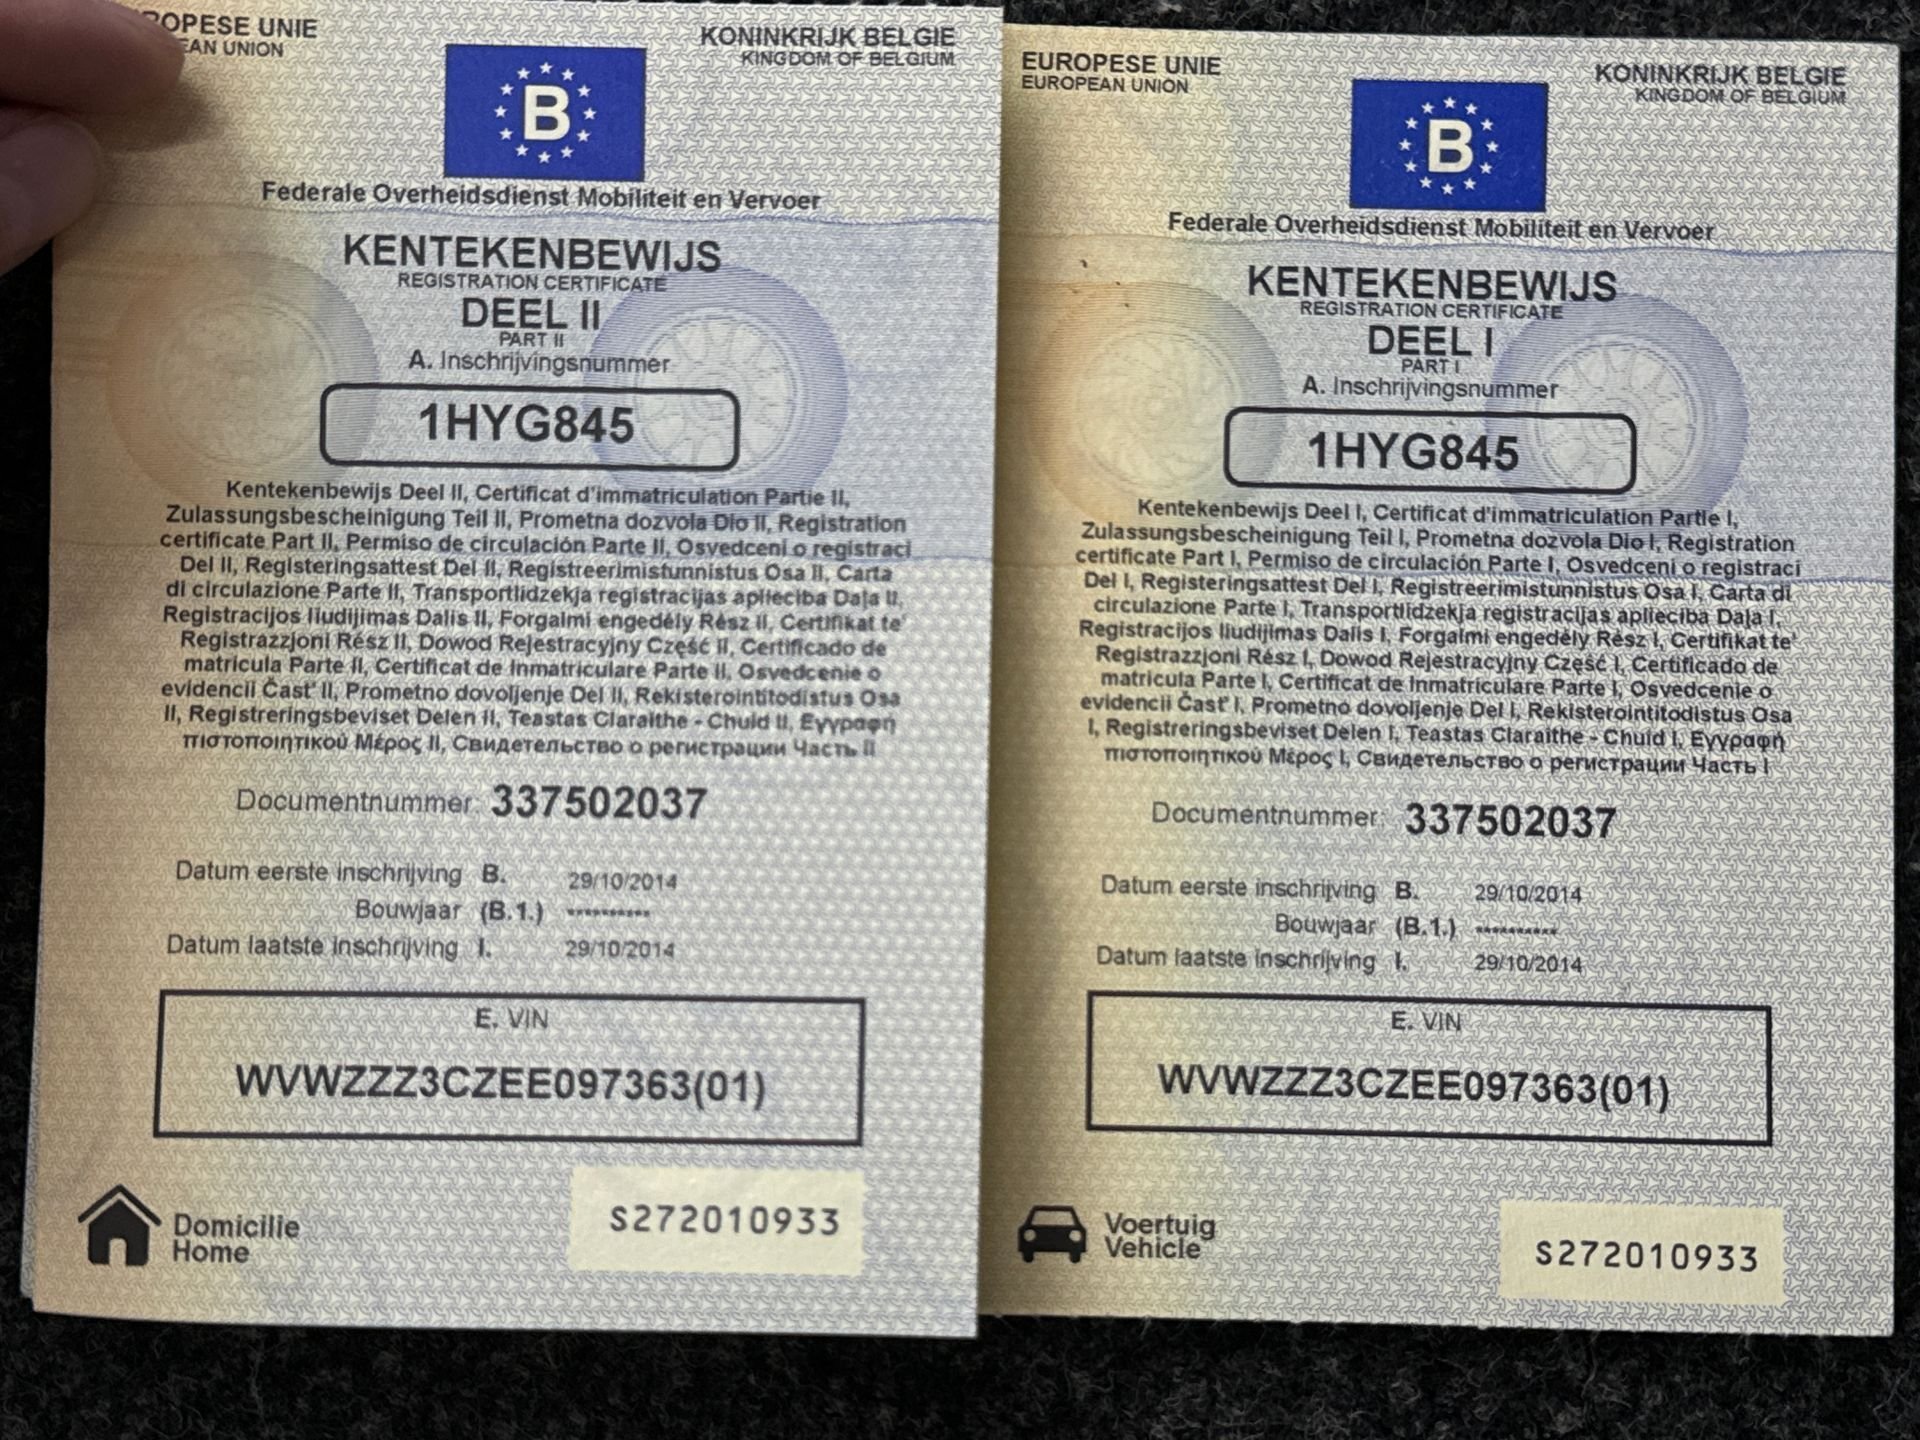 OPESE UNIE
EAN UNION
KONINKRIJK BELGIE
KINGDOM OF BELGIUM
B
Federale Overheidsdienst Mobiliteit en Vervoer
KENTEKENBEWIJS
REGISTRATION CERTIFICATE
DEEL II
PART II
A. Inschrijvingsnummer
1HYG845
Kentekenbewijs Deel II, Certificat d'immatriculation Partie II,
Zulassungsbescheinigung Teil II, Prometna dozvola Dio II, Registration
certificate Part II, Permiso de circulación Parte II, Osvedceni o registraci
Del II, Registeringsattest Del II, Registreerimistunnistus Osa II, Carta
di circulazione Parte II, Transportlidzekja registracijas aplieciba Daļa II,
Registracijos liudijimas Dalis II, Forgalmi engedély Rész II, Certifikat te'
Registrazzjoni Rész II, Dowod Rejestracyjny Część II, Certificado de
matricula Parte II, Certificat de Inmatriculare Parte II, Osvedcenie o
evidencii Čast' II, Prometno dovoljenje Del II, Rekisterointitodistus Osa
II, Registreringsbeviset Delen II, Teastas Claraithe - Chuid II, Εγγραφή
πιστοποιητικού Μέρος II, Свидетельство о регистрации Часть II
Documentnummer: 337502037
Datum eerste inschrijving B. 29/10/2014
Bouwjaar (B.1.) **********
Datum laatste inschrijving I. 29/10/2014
E. VIN
WVWZZZ3CZEE097363(01)
Domicilie
Home
S272010933
EUROPESE UNIE
EUROPEAN UNION
KONINKRIJK BELGIE
KINGDOM OF BELGIUM
B
Federale Overheidsdienst Mobiliteit en Vervoer
KENTEKENBEWIJS
REGISTRATION CERTIFICATE
DEEL I
PART I
A. Inschrijvingsnummer
1HYG845
Kentekenbewijs Deel I, Certificat d'immatriculation Partie I,
Zulassungsbescheinigung Teil I, Prometna dozvola Dio I, Registration
certificate Part I, Permiso de circulación Parte I, Osvedceni o registraci
Del I, Registeringsattest Del I, Registreerimistunnistus Osa I, Carta di
circulazione Parte I, Transportlidzekja registracijas aplieciba Daļa I,
Registracijos liudijimas Dalis I, Forgalmi engedély Rész I, Certifikat te'
Registrazzjoni Rész I, Dowod Rejestracyjny Część I, Certificado de
matricula Parte I, Certificat de Inmatriculare Parte I, Osvedcenie o
evidencii Čast' I, Prometno dovoljenje Del I, Rekisterointitodistus Osa
I, Registreringsbeviset Delen I, Teastas Claraithe - Chuid I, Εγγραφή
πιστοποιητικού Μέρος I, Свидетельство о регистрации Часть I
Documentnummer: 337502037
Datum eerste inschrijving B. 29/10/2014
Bouwjaar (B.1.) **********
Datum laatste inschrijving I. 29/10/2014
E. VIN
WVWZZZ3CZEE097363(01)
Voertuig
Vehicle
S272010933